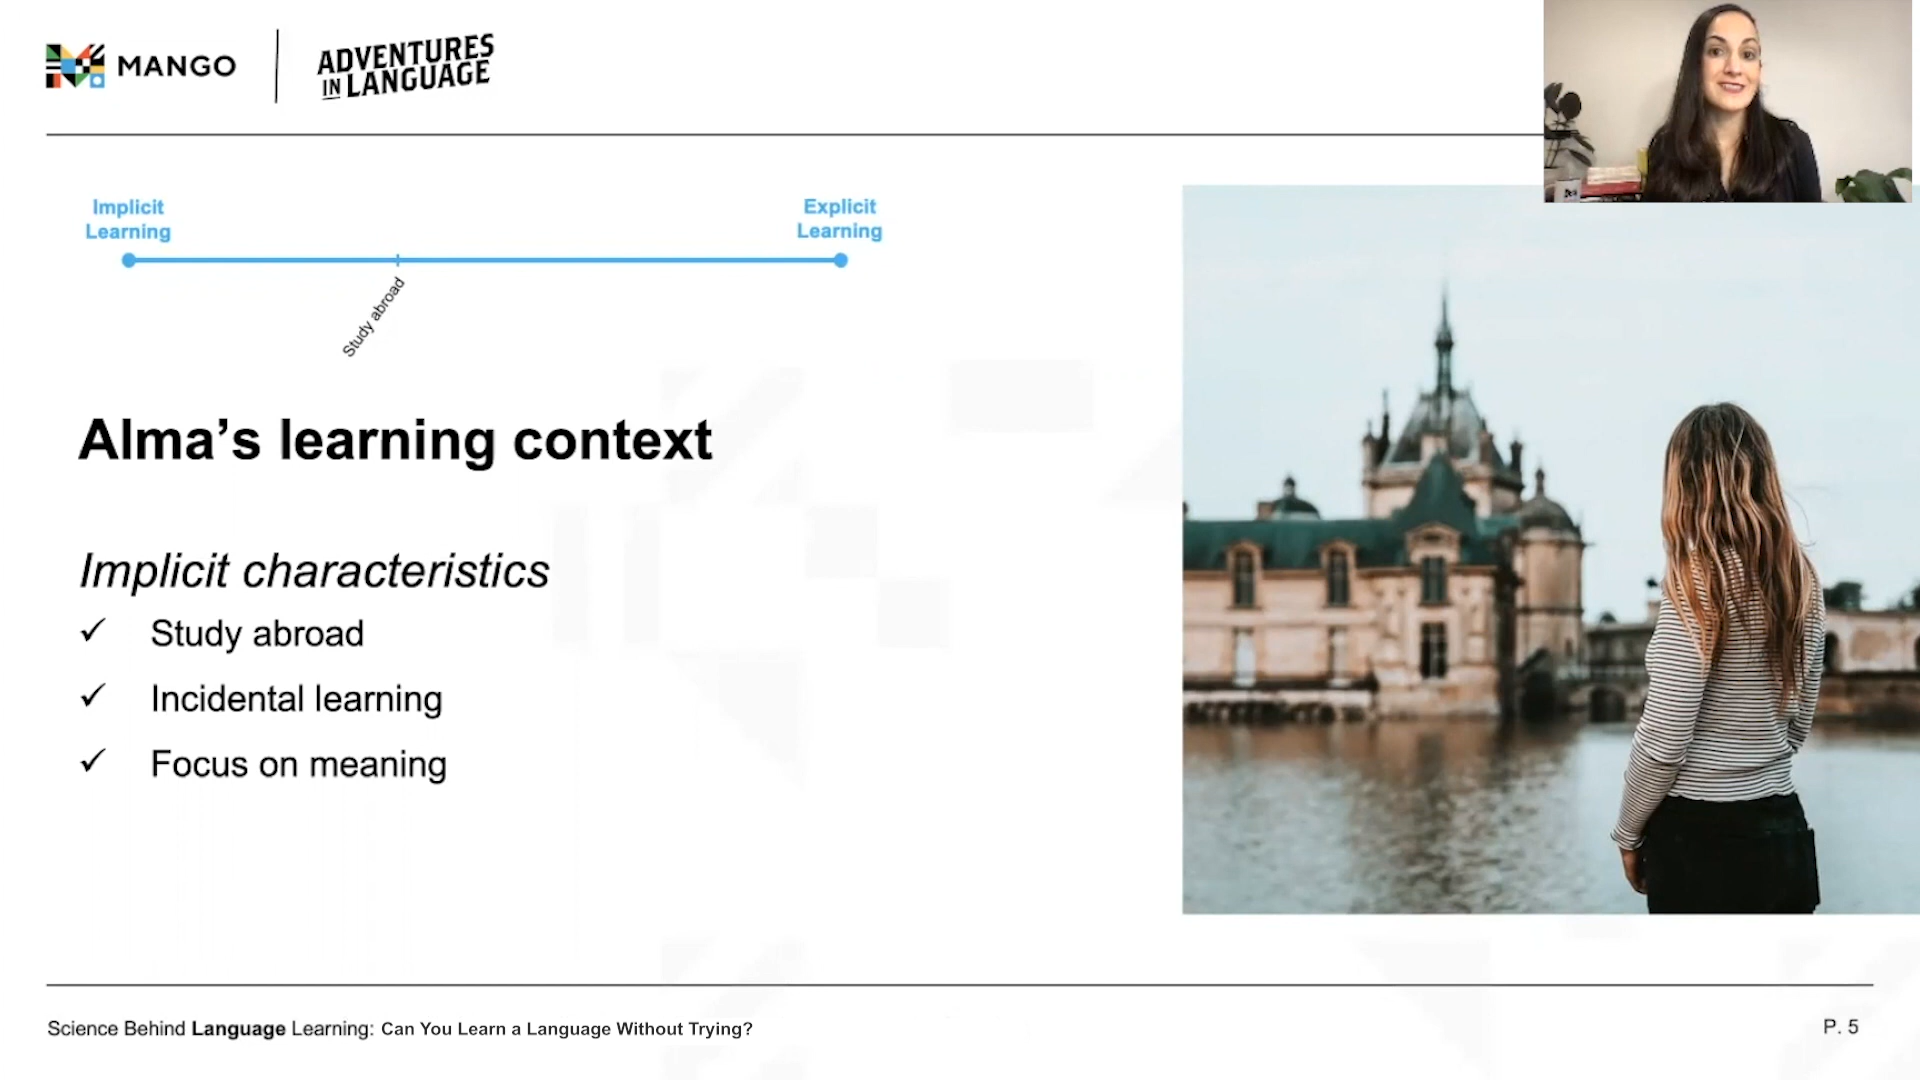 MANGO
ADVENTURES
IN LANGUAGE
Implicit
Learning
Explicit
Learning
Study abroad
Alma’s learning context
Implicit characteristics
✓ Study abroad
✓ Incidental learning
✓ Focus on meaning
Science Behind Language Learning: Can You Learn a Language Without Trying?
P. 5